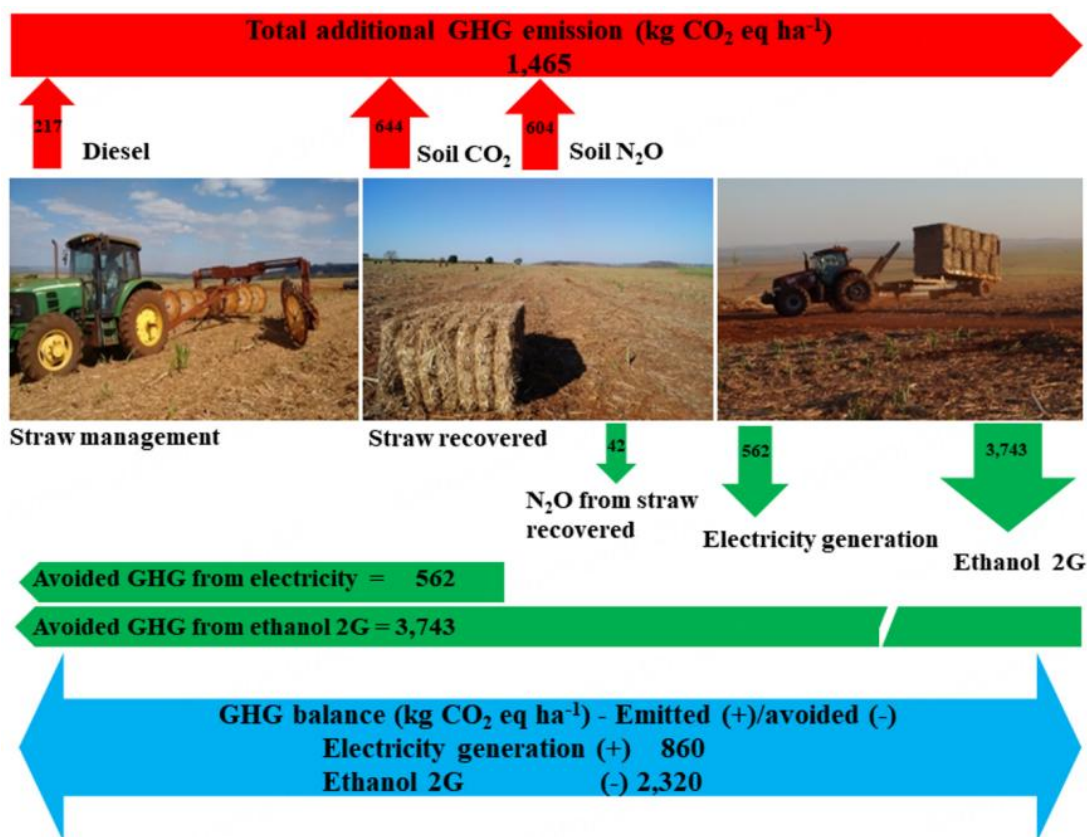 Total additional GHG emission (kg CO₂ eq ha⁻¹)
1,465
217
Diesel
644
Soil CO₂
604
Soil N₂O
Straw management
Straw recovered
42
N₂O from straw
recovered
562
Electricity generation
3,743
Ethanol 2G
Avoided GHG from electricity = 562
Avoided GHG from ethanol 2G = 3,743
GHG balance (kg CO₂ eq ha⁻¹) - Emitted (+)/avoided (-)
Electricity generation (+) 860
Ethanol 2G (-) 2,320